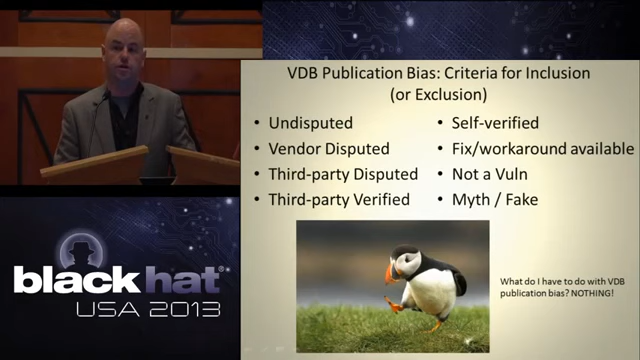 VDB Publication Bias: Criteria for Inclusion
(or Exclusion)
• Undisputed
• Vendor Disputed
• Third-party Disputed
• Third-party Verified
• Self-verified
• Fix/workaround available
• Not a Vuln
• Myth / Fake
What do I have to do with VDB
publication bias? NOTHING!
black hat®
USA 2013